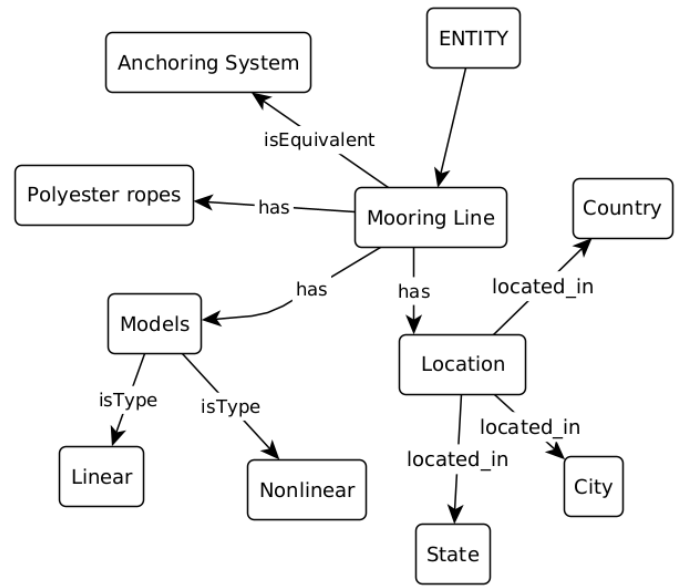 ENTITY
Anchoring System
isEquivalent
Polyester ropes
has
Mooring Line
Country
has
has
located_in
Models
Location
isType
isType
located_in
located_in
Linear
Nonlinear
City
State